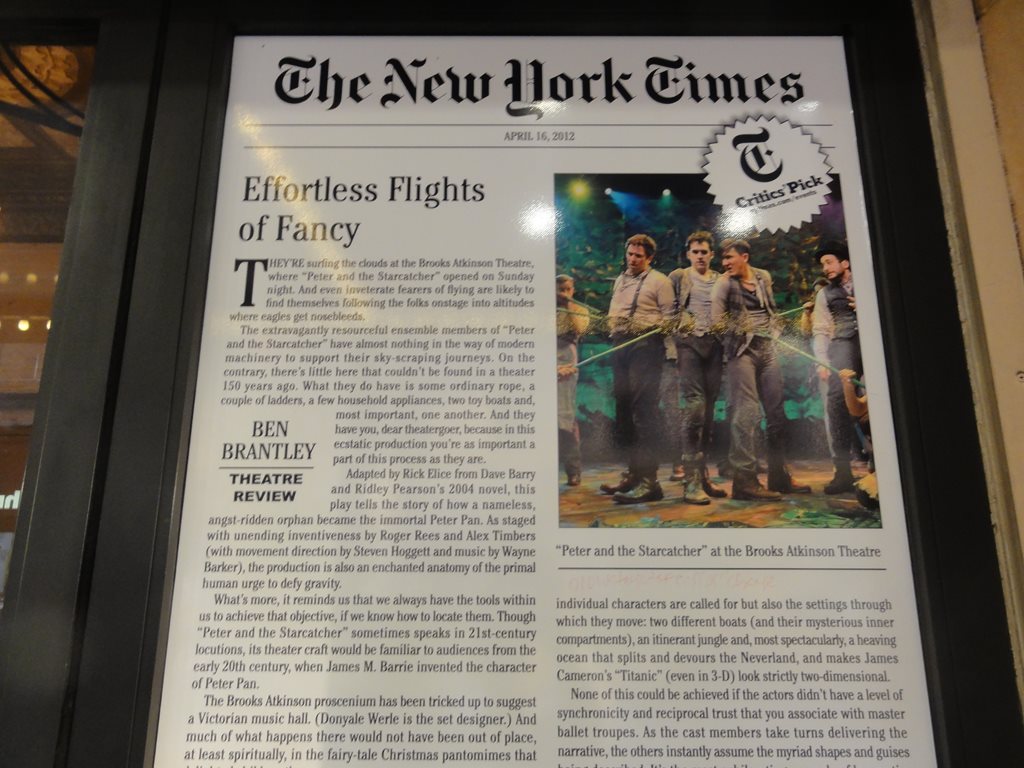 The New York Times
APRIL 16, 2012
Critics' Pick
Effortless Flights
of Fancy
THEY'RE surfing the clouds at the Brooks Atkinson Theatre,
where "Peter and the Starcatcher" opened on Sunday
night. And even inveterate fearers of flying are likely to
find themselves following the folks onstage into altitudes
where eagles get nosebleeds.
The extravagantly resourceful ensemble members of "Peter
and the Starcatcher" have almost nothing in the way of modern
machinery to support their sky-scraping journeys. On the
contrary, there's little here that couldn't be found in a theater
150 years ago. What they do have is some ordinary rope, a
couple of ladders, a few household appliances, two toy boats and,
most important, one another. And they
have you, dear theatergoer, because in this
ecstatic production you're as important a
part of this process as they are.
BEN
BRANTLEY
THEATRE
REVIEW
Adapted by Rick Elice from Dave Barry
and Ridley Pearson's 2004 novel, this
play tells the story of how a nameless,
angst-ridden orphan became the immortal Peter Pan. As staged
with unending inventiveness by Roger Rees and Alex Timbers
(with movement direction by Steven Hoggett and music by Wayne
Barker), the production is also an enchanted anatomy of the primal
human urge to defy gravity.
What's more, it reminds us that we always have the tools within
us to achieve that objective, if we know how to locate them. Though
"Peter and the Starcatcher" sometimes speaks in 21st-century
locutions, its theater craft would be familiar to audiences from the
early 20th century, when James M. Barrie invented the character
of Peter Pan.
The Brooks Atkinson proscenium has been tricked up to suggest
a Victorian music hall. (Donyale Werle is the set designer.) And
much of what happens there would not have been out of place,
at least spiritually, in the fairy-tale Christmas pantomimes that
"Peter and the Starcatcher" at the Brooks Atkinson Theatre
individual characters are called for but also the settings through
which they move: two different boats (and their mysterious inner
compartments), an itinerant jungle and, most spectacularly, a heaving
ocean that splits and devours the Neverland, and makes James
Cameron's "Titanic" (even in 3-D) look strictly two-dimensional.
None of this could be achieved if the actors didn't have a level of
synchronicity and reciprocal trust that you associate with master
ballet troupes. As the cast members take turns delivering the
narrative, the others instantly assume the myriad shapes and guises